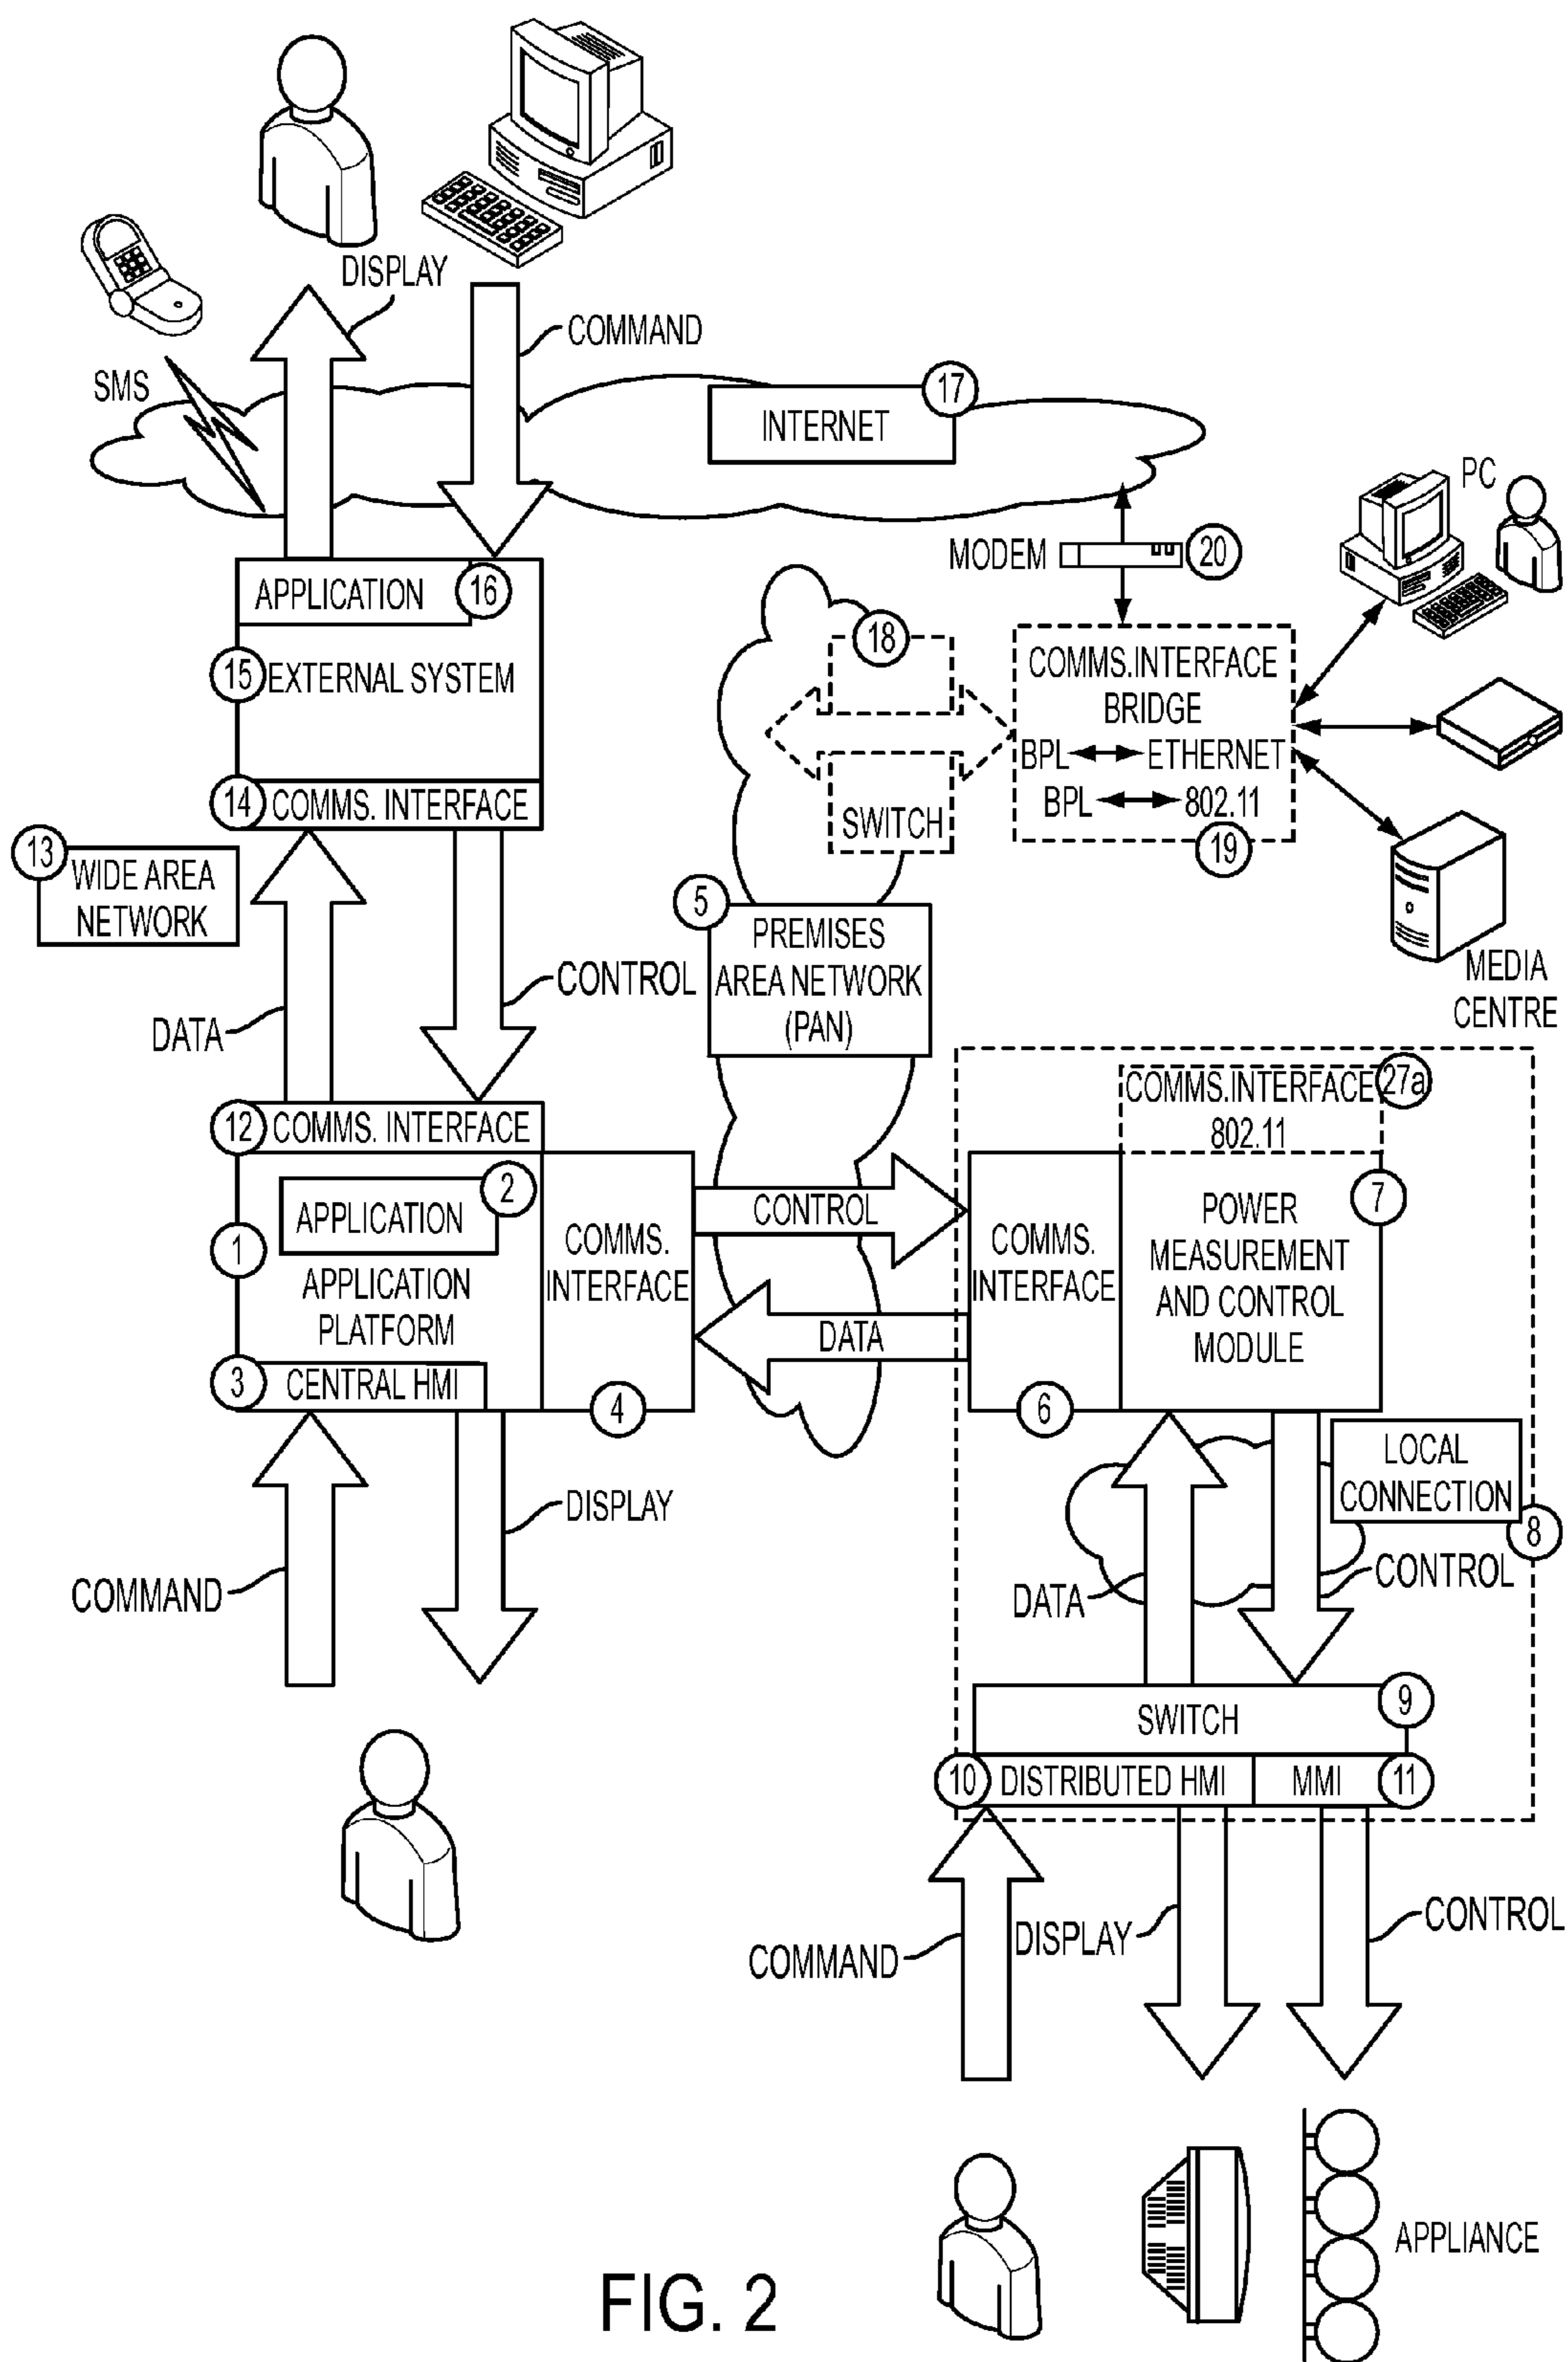 DISPLAY
COMMAND
SMS
17
INTERNET
PC
MODEM
20
APPLICATION
16
18
COMMS.INTERFACE
BRIDGE
BPL
ETHERNET
BPL
802.11
19
15
EXTERNAL SYSTEM
SWITCH
14
COMMS. INTERFACE
13
WIDE AREA
NETWORK
5
PREMISES
AREA NETWORK
(PAN)
MEDIA
CENTRE
CONTROL
DATA
COMMS.INTERFACE
802.11
27a
12
COMMS. INTERFACE
2
APPLICATION
1
APPLICATION
PLATFORM
COMMS.
INTERFACE
CONTROL
DATA
COMMS.
INTERFACE
POWER
MEASUREMENT
AND CONTROL
MODULE
7
3
CENTRAL HMI
4
6
LOCAL
CONNECTION
8
DISPLAY
COMMAND
DATA
CONTROL
SWITCH
9
10
DISTRIBUTED HMI
MMI
11
COMMAND
DISPLAY
CONTROL
APPLIANCE
FIG. 2